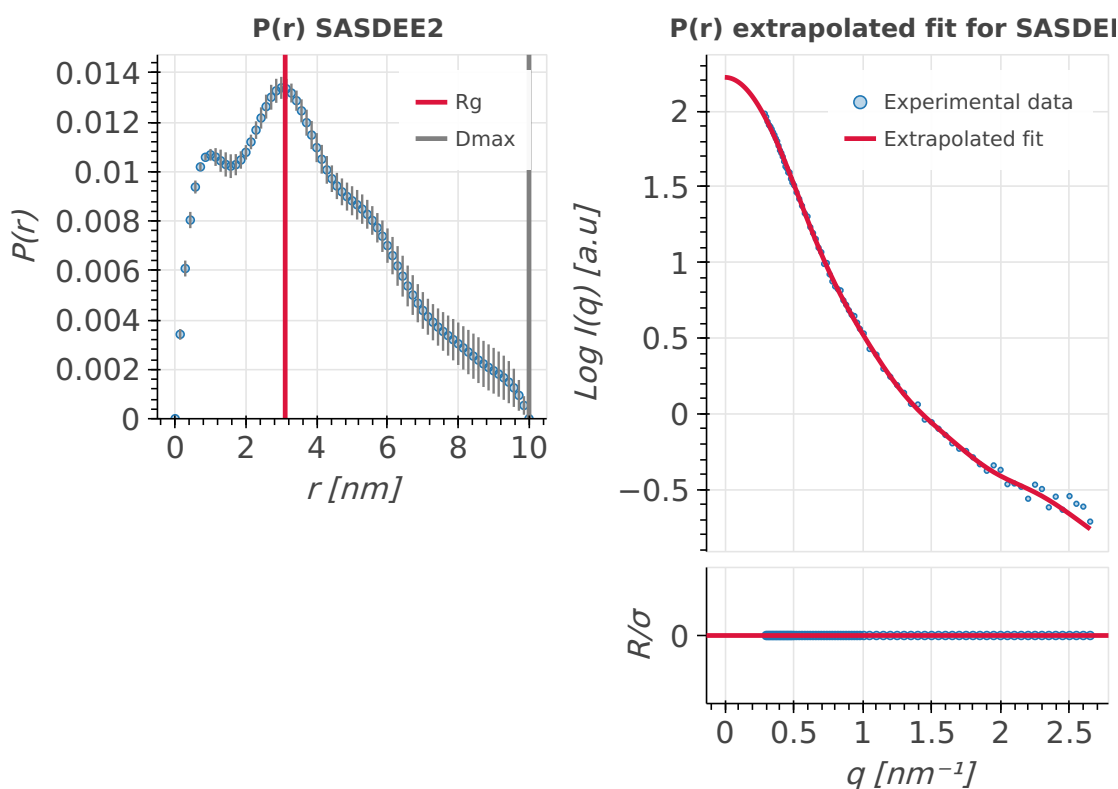 P(r) SASDEE2
0.014
0.012
0.01
0.008
0.006
0.004
0.002
0
P(r)
Rg
Dmax
0 2 4 6 8 10
r [nm]
P(r) extrapolated fit for SASDEE
2
1.5
1
0.5
0
−0.5
Log I(q) [a.u]
Experimental data
Extrapolated fit
0
R/σ
0 0.5 1 1.5 2 2.5
q [nm⁻¹]